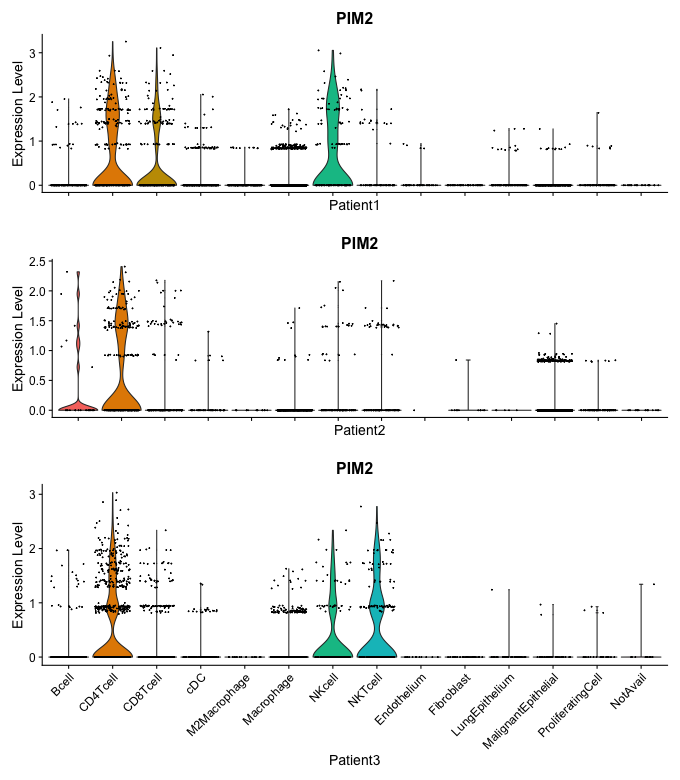 PIM2
Expression Level
3
2
1
0
Patient1
PIM2
Expression Level
2.5
2.0
1.5
1.0
0.5
0.0
Patient2
PIM2
Expression Level
3
2
1
0
Bcell
CD4Tcell
CD8Tcell
cDC
M2Macrophage
Macrophage
NKcell
NKTcell
Endothelium
Fibroblast
LungEpithelium
MalignantEpithelial
ProliferatingCell
NotAvail
Patient3